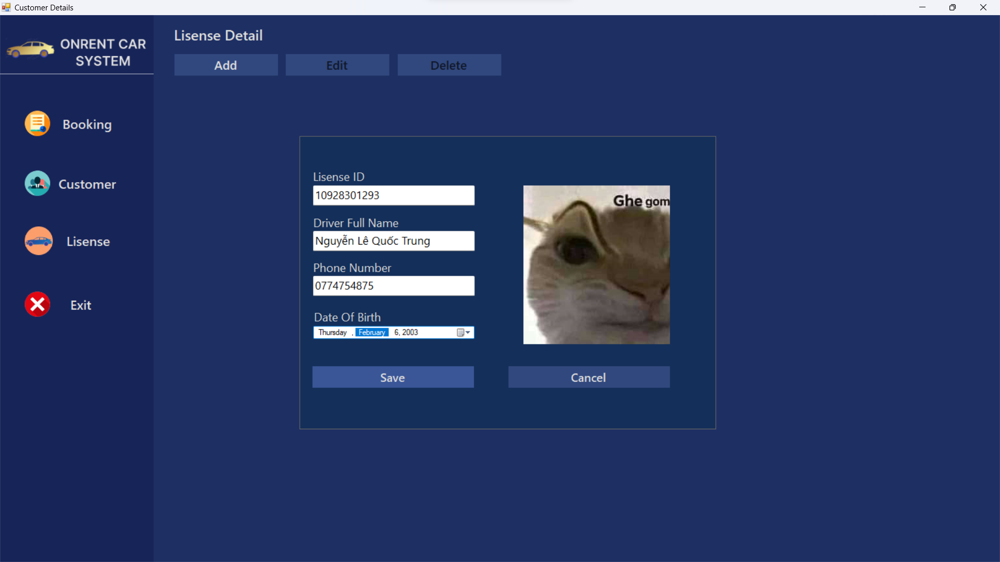 Customer Details
ONRENT CAR
SYSTEM
Booking
Customer
Lisense
Exit
Lisense Detail
Add
Edit
Delete
Lisense ID
10928301293
Driver Full Name
Nguyễn Lê Quốc Trung
Phone Number
0774754875
Date Of Birth
Thursday , February 6, 2003
Ghe gom
Save
Cancel